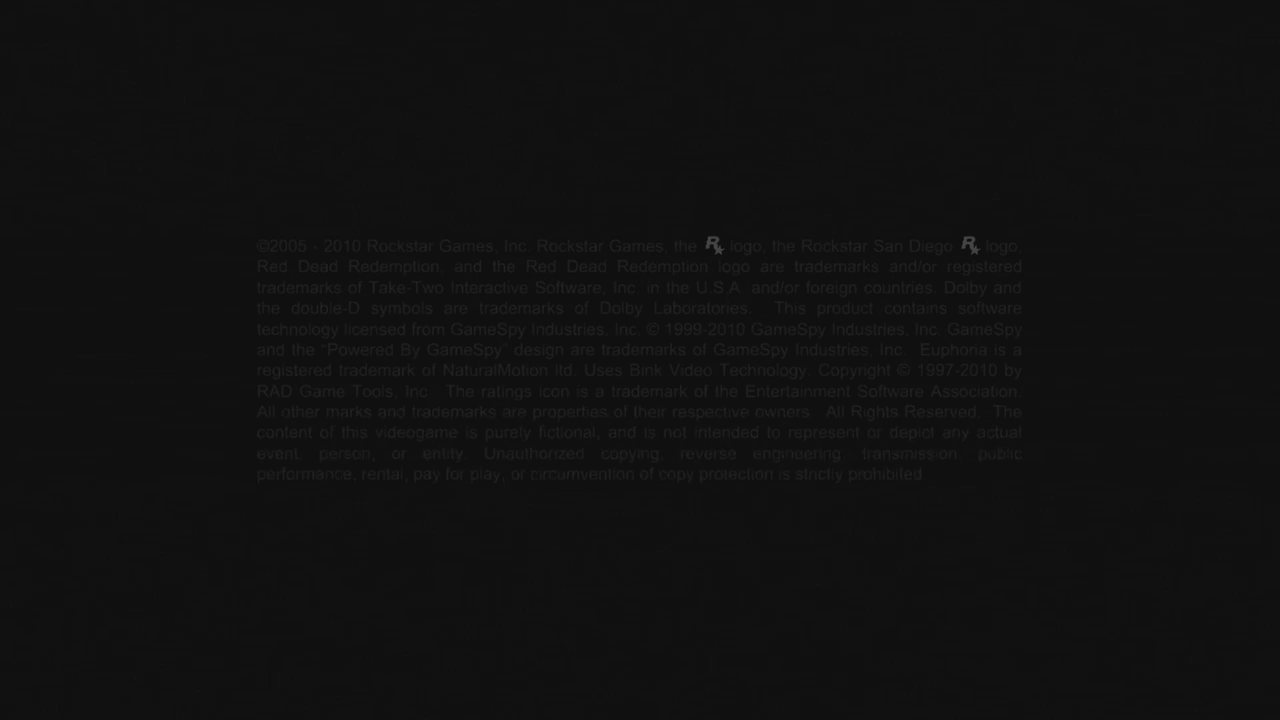 ©2005 - 2010 Rockstar Games, Inc. Rockstar Games, the R logo, the Rockstar San Diego R logo,
Red Dead Redemption, and the Red Dead Redemption logo are trademarks and/or registered
trademarks of Take-Two Interactive Software, Inc. in the U.S.A. and/or foreign countries. Dolby and
the double-D symbols are trademarks of Dolby Laboratories. This product contains software
technology licensed from GameSpy Industries, Inc. © 1999-2010 GameSpy Industries, Inc. GameSpy
and the "Powered By GameSpy" design are trademarks of GameSpy Industries, Inc. Euphoria is a
registered trademark of NaturalMotion ltd. Uses Bink Video Technology. Copyright © 1997-2010 by
RAD Game Tools, Inc. The ratings icon is a trademark of the Entertainment Software Association.
All other marks and trademarks are properties of their respective owners. All Rights Reserved. The
content of this videogame is purely fictional, and is not intended to represent or depict any actual
event, person, or entity. Unauthorized copying, reverse engineering, transmission, public
performance, rental, pay for play, or circumvention of copy protection is strictly prohibited.